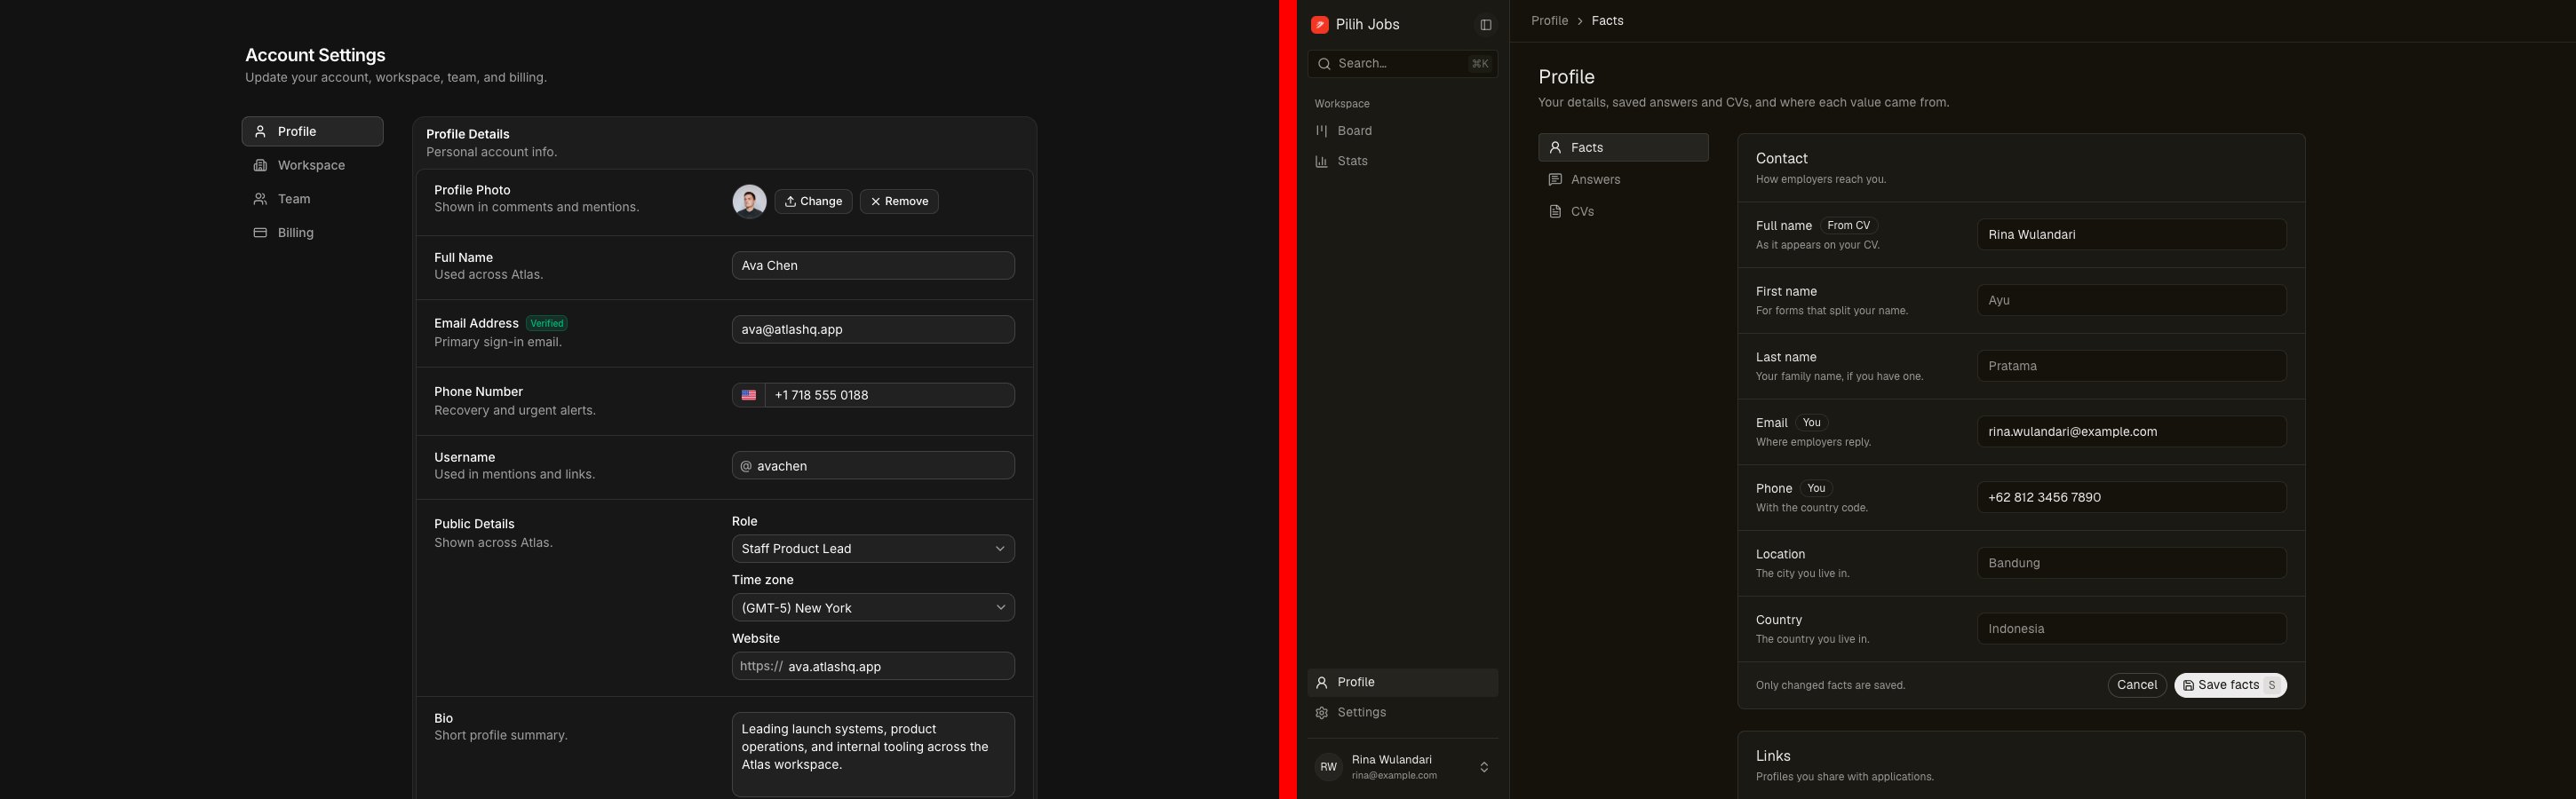 Account Settings
Update your account, workspace, team, and billing.
Profile
Workspace
Team
Billing
Profile Details
Personal account info.
Profile Photo
Shown in comments and mentions.
Change
Remove
Full Name
Used across Atlas.
Ava Chen
Email Address Verified
Primary sign-in email.
ava@atlashq.app
Phone Number
Recovery and urgent alerts.
+1 718 555 0188
Username
Used in mentions and links.
@ avachen
Public Details
Shown across Atlas.
Role
Staff Product Lead
Time zone
(GMT-5) New York
Website
https:// ava.atlashq.app
Bio
Short profile summary.
Leading launch systems, product
operations, and internal tooling across the
Atlas workspace.
Pilih Jobs
Search... ⌘K
Workspace
Board
Stats
Profile
Settings
RW
Rina Wulandari
rina@example.com
Profile > Facts
Profile
Your details, saved answers and CVs, and where each value came from.
Facts
Answers
CVs
Contact
How employers reach you.
Full name From CV
As it appears on your CV.
Rina Wulandari
First name
For forms that split your name.
Ayu
Last name
Your family name, if you have one.
Pratama
Email You
Where employers reply.
rina.wulandari@example.com
Phone You
With the country code.
+62 812 3456 7890
Location
The city you live in.
Bandung
Country
The country you live in.
Indonesia
Only changed facts are saved.
Cancel
Save facts S
Links
Profiles you share with applications.